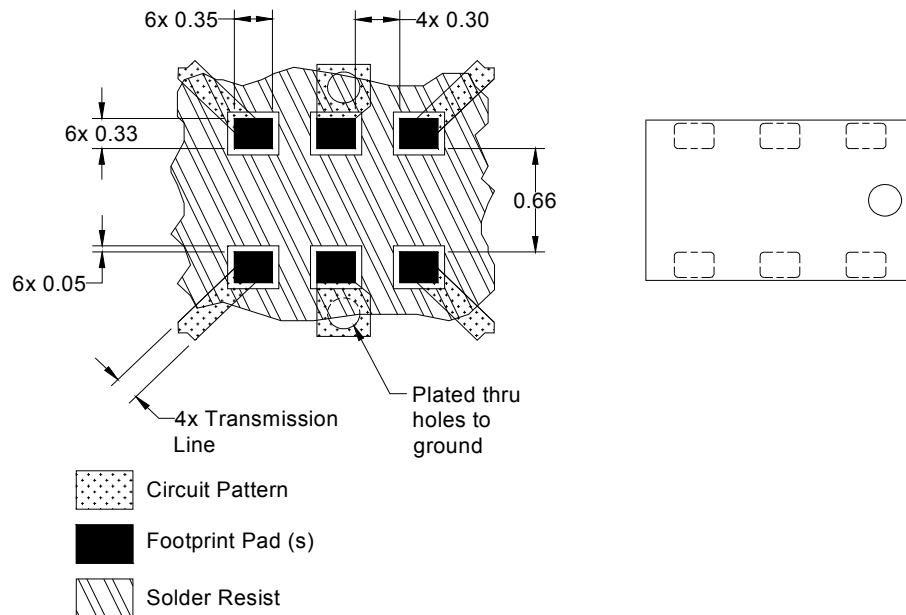 6x 0.35
4x 0.30
6x 0.33
0.66
6x 0.05
4x Transmission
Line
Plated thru
holes to
ground
Circuit Pattern
Footprint Pad (s)
Solder Resist